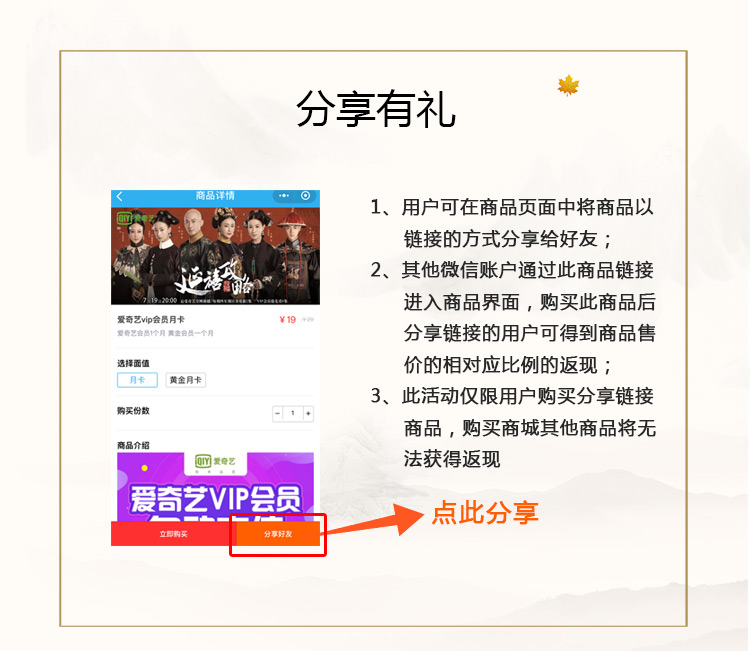 分享有礼
商品详情
QIY 爱奇艺
延禧攻略
7月19日20:00
爱奇艺vip会员月卡
¥19
爱奇艺会员1个月 黄金会员一个月
选择面值
月卡 黄金月卡
购买份数
- 1 +
商品介绍
QIY 爱奇艺
爱奇艺VIP会员
立即购买 分享好友
1、用户可在商品页面中将商品以
链接的方式分享给好友；
2、其他微信账户通过此商品链接
进入商品界面，购买此商品后
分享链接的用户可得到商品售
价的相对应比例的返现；
3、此活动仅限用户购买分享链接
商品，购买商城其他商品将无
法获得返现
点此分享